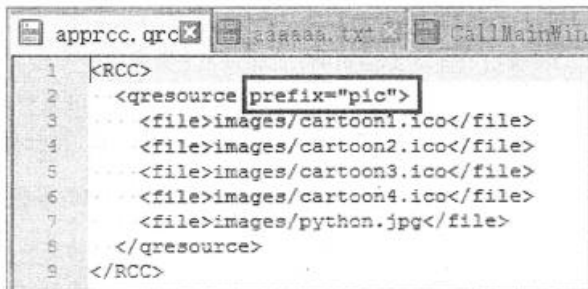 apprcc.qrc aaaaaa.txt CallMainWin
1 <RCC>
2 <qresource prefix="pic">
3 <file>images/cartoon1.ico</file>
4 <file>images/cartoon2.ico</file>
5 <file>images/cartoon3.ico</file>
6 <file>images/cartoon4.ico</file>
7 <file>images/python.jpg</file>
8 </qresource>
9 </RCC>